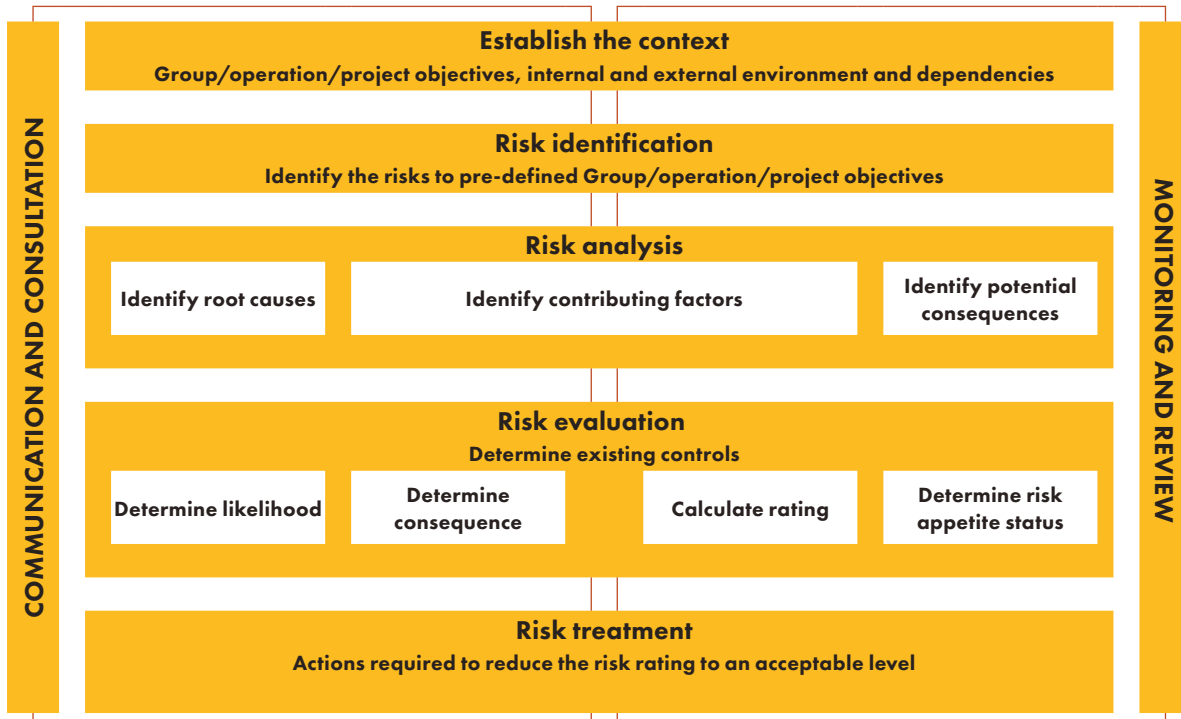 COMMUNICATION AND CONSULTATION
Establish the context
Group/operation/project objectives, internal and external environment and dependencies
Risk identification
Identify the risks to pre-defined Group/operation/project objectives
Risk analysis
Identify root causes
Identify contributing factors
Identify potential
consequences
Risk evaluation
Determine existing controls
Determine likelihood
Determine
consequence
Calculate rating
Determine risk
appetite status
Risk treatment
Actions required to reduce the risk rating to an acceptable level
MONITORING AND REVIEW